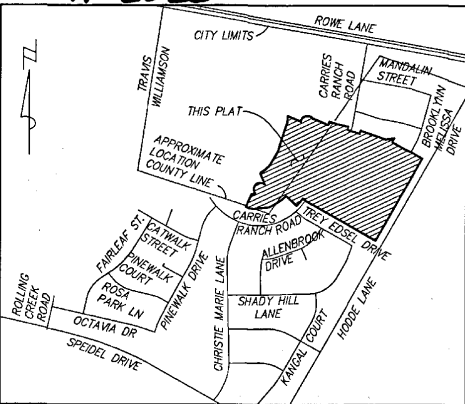 ROWE LANE
CITY LIMITS
TRAVIS
WILLIAMSON
CARRIES
RANCH
ROAD
MANDALIN
STREET
BROOKLYNN
MELISSA
DRIVE
THIS PLAT
APPROXIMATE
LOCATION
COUNTY LINE
CARRIES
RANCH ROAD
TREY EDSEL DRIVE
ALLENBROOK
DRIVE
FAIRLEAF ST.
CATWALK
STREET
PINEWALK
COURT
ROSA
PARK LN
PINEWALK DRIVE
CHRISTIE MARIE LANE
SHADY HILL
LANE
KANGAL COURT
HODDE LANE
ROLLING
CREEK
ROAD
OCTAVIA DR
SPEIDEL DRIVE